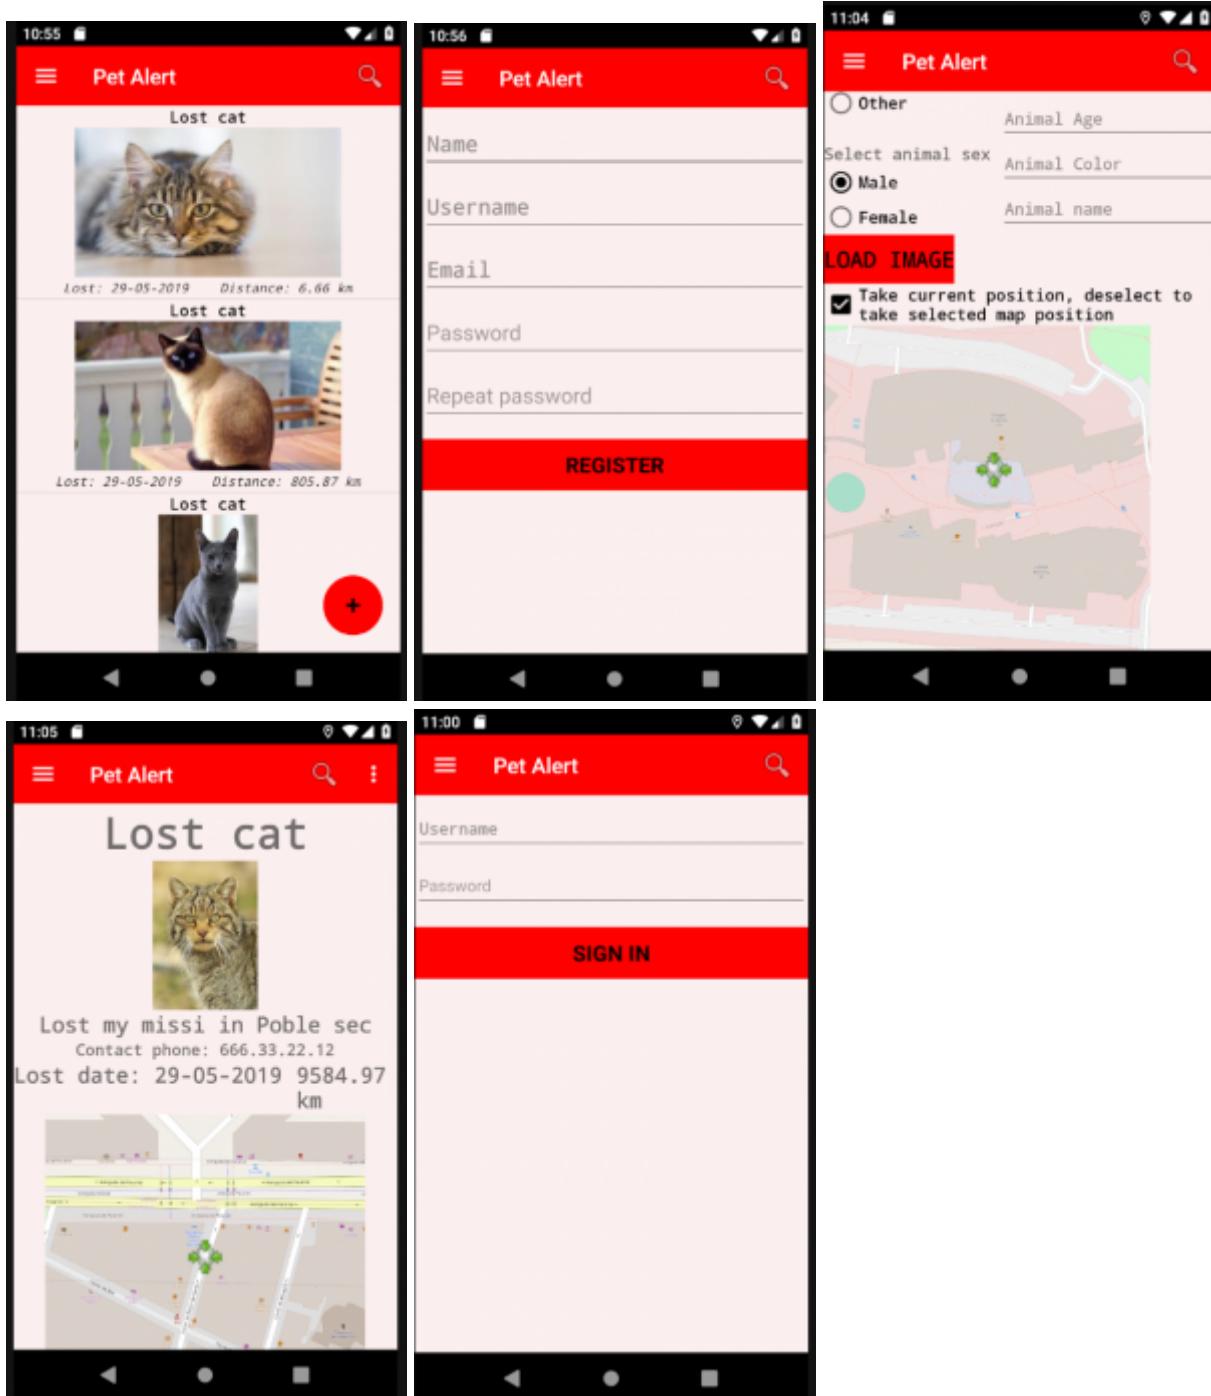 10:55
Pet Alert
Lost cat
Lost: 29-05-2019 Distance: 6.66 km
Lost cat
Lost: 29-05-2019 Distance: 805.87 km
Lost cat
+
10:56
Pet Alert
Name
Username
Email
Password
Repeat password
REGISTER
11:04
Pet Alert
Other
Animal Age
Select animal sex
Animal Color
Male
Animal name
Female
LOAD IMAGE
Take current position, deselect to
take selected map position
11:05
Pet Alert
Lost cat
Lost my missi in Poble sec
Contact phone: 666.33.22.12
Lost date: 29-05-2019 9584.97
km
11:00
Pet Alert
Username
Password
SIGN IN